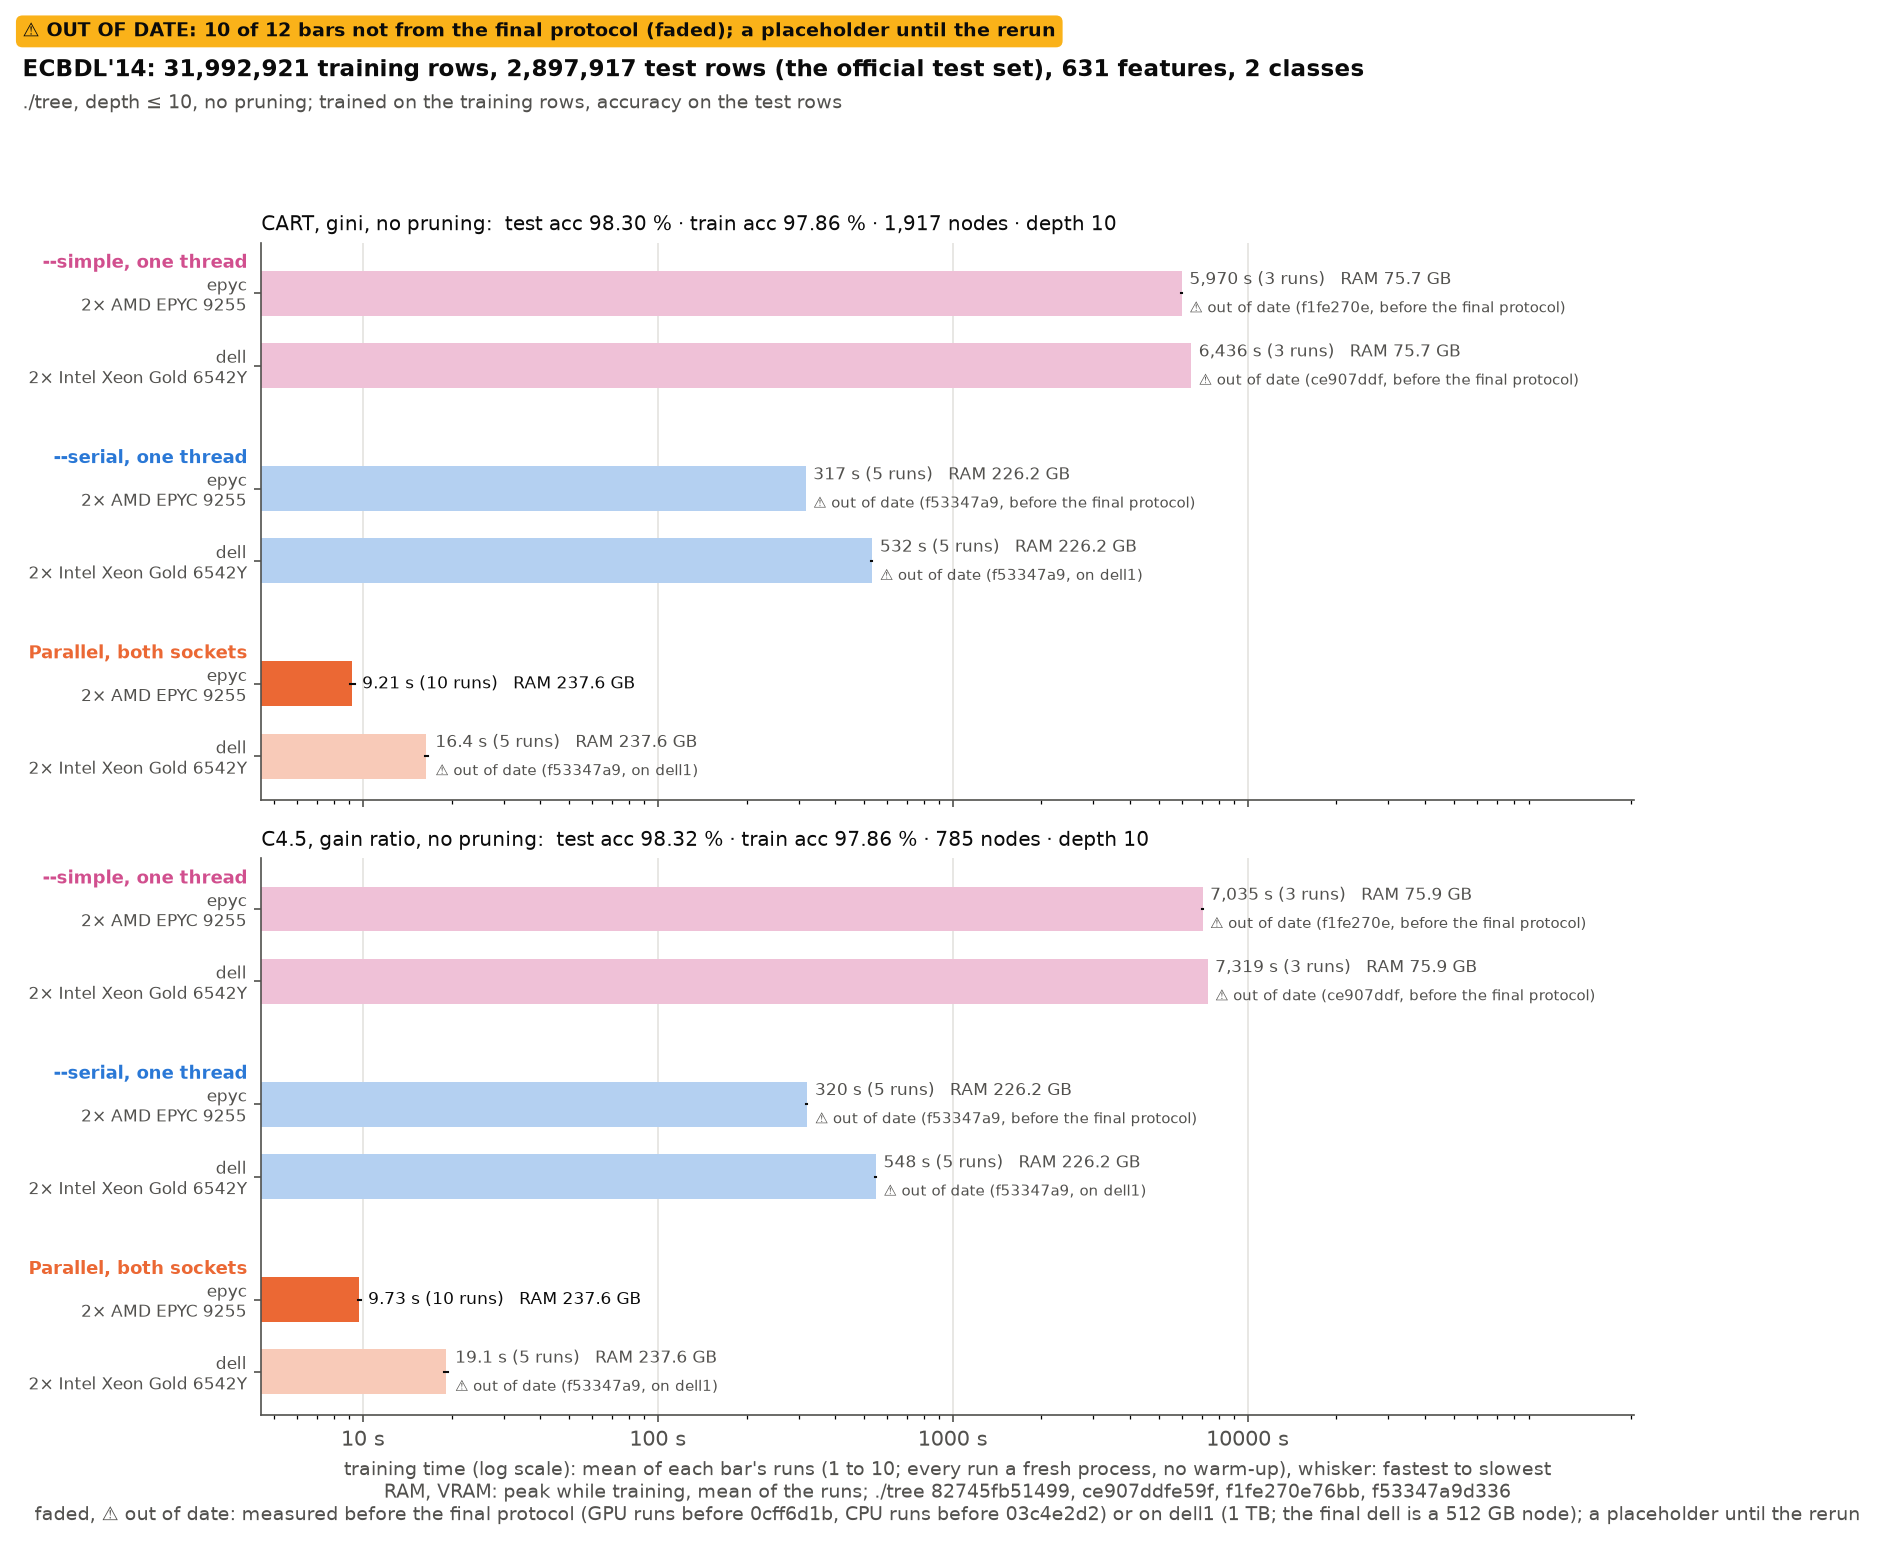 ⚠ OUT OF DATE: 10 of 12 bars not from the final protocol (faded); a placeholder until the rerun
ECBDL'14: 31,992,921 training rows, 2,897,917 test rows (the official test set), 631 features, 2 classes
./tree, depth ≤ 10, no pruning; trained on the training rows, accuracy on the test rows
CART, gini, no pruning:  test acc 98.30 % · train acc 97.86 % · 1,917 nodes · depth 10
--simple, one thread
epyc
2× AMD EPYC 9255
5,970 s (3 runs)   RAM 75.7 GB
⚠ out of date (f1fe270e, before the final protocol)
dell
2× Intel Xeon Gold 6542Y
6,436 s (3 runs)   RAM 75.7 GB
⚠ out of date (ce907ddf, before the final protocol)
--serial, one thread
epyc
2× AMD EPYC 9255
317 s (5 runs)   RAM 226.2 GB
⚠ out of date (f53347a9, before the final protocol)
dell
2× Intel Xeon Gold 6542Y
532 s (5 runs)   RAM 226.2 GB
⚠ out of date (f53347a9, on dell1)
Parallel, both sockets
epyc
2× AMD EPYC 9255
9.21 s (10 runs)   RAM 237.6 GB
dell
2× Intel Xeon Gold 6542Y
16.4 s (5 runs)   RAM 237.6 GB
⚠ out of date (f53347a9, on dell1)
C4.5, gain ratio, no pruning:  test acc 98.32 % · train acc 97.86 % · 785 nodes · depth 10
--simple, one thread
epyc
2× AMD EPYC 9255
7,035 s (3 runs)   RAM 75.9 GB
⚠ out of date (f1fe270e, before the final protocol)
dell
2× Intel Xeon Gold 6542Y
7,319 s (3 runs)   RAM 75.9 GB
⚠ out of date (ce907ddf, before the final protocol)
--serial, one thread
epyc
2× AMD EPYC 9255
320 s (5 runs)   RAM 226.2 GB
⚠ out of date (f53347a9, before the final protocol)
dell
2× Intel Xeon Gold 6542Y
548 s (5 runs)   RAM 226.2 GB
⚠ out of date (f53347a9, on dell1)
Parallel, both sockets
epyc
2× AMD EPYC 9255
9.73 s (10 runs)   RAM 237.6 GB
dell
2× Intel Xeon Gold 6542Y
19.1 s (5 runs)   RAM 237.6 GB
⚠ out of date (f53347a9, on dell1)
10 s 100 s 1000 s 10000 s
training time (log scale): mean of each bar's runs (1 to 10; every run a fresh process, no warm-up), whisker: fastest to slowest
RAM, VRAM: peak while training, mean of the runs; ./tree 82745fb51499, ce907ddfe59f, f1fe270e76bb, f53347a9d336
faded, ⚠ out of date: measured before the final protocol (GPU runs before 0cff6d1b, CPU runs before 03c4e2d2) or on dell1 (1 TB; the final dell is a 512 GB node); a placeholder until the rerun